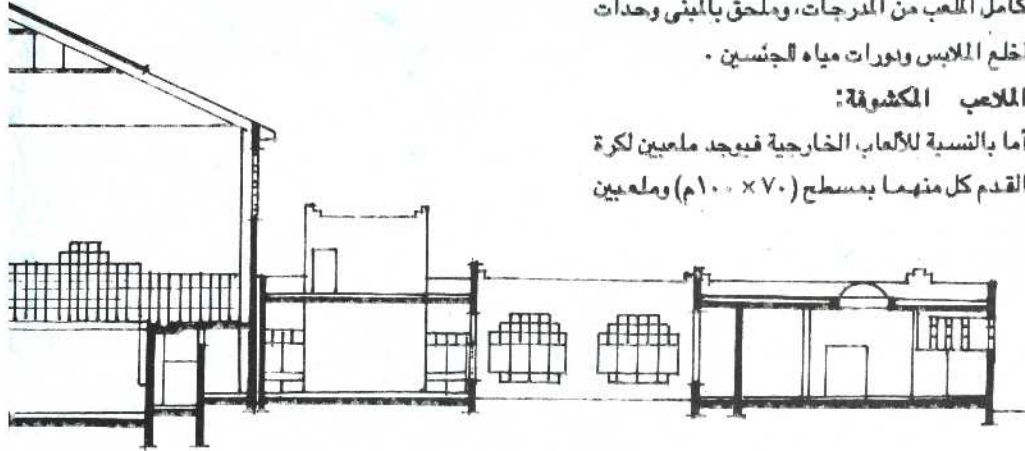 كامل الملعب من المدرجات، وملحق بالمبنى وحدات
لخلع الملابس ودورات مياه للجنسين .
الملاعب المكشوفة:
أما بالنسبة للألعاب الخارجية فيوجد ملعبين لكرة
القدم كل منهما بمسطح (٧٠ × ١٠٠م) وملعبين